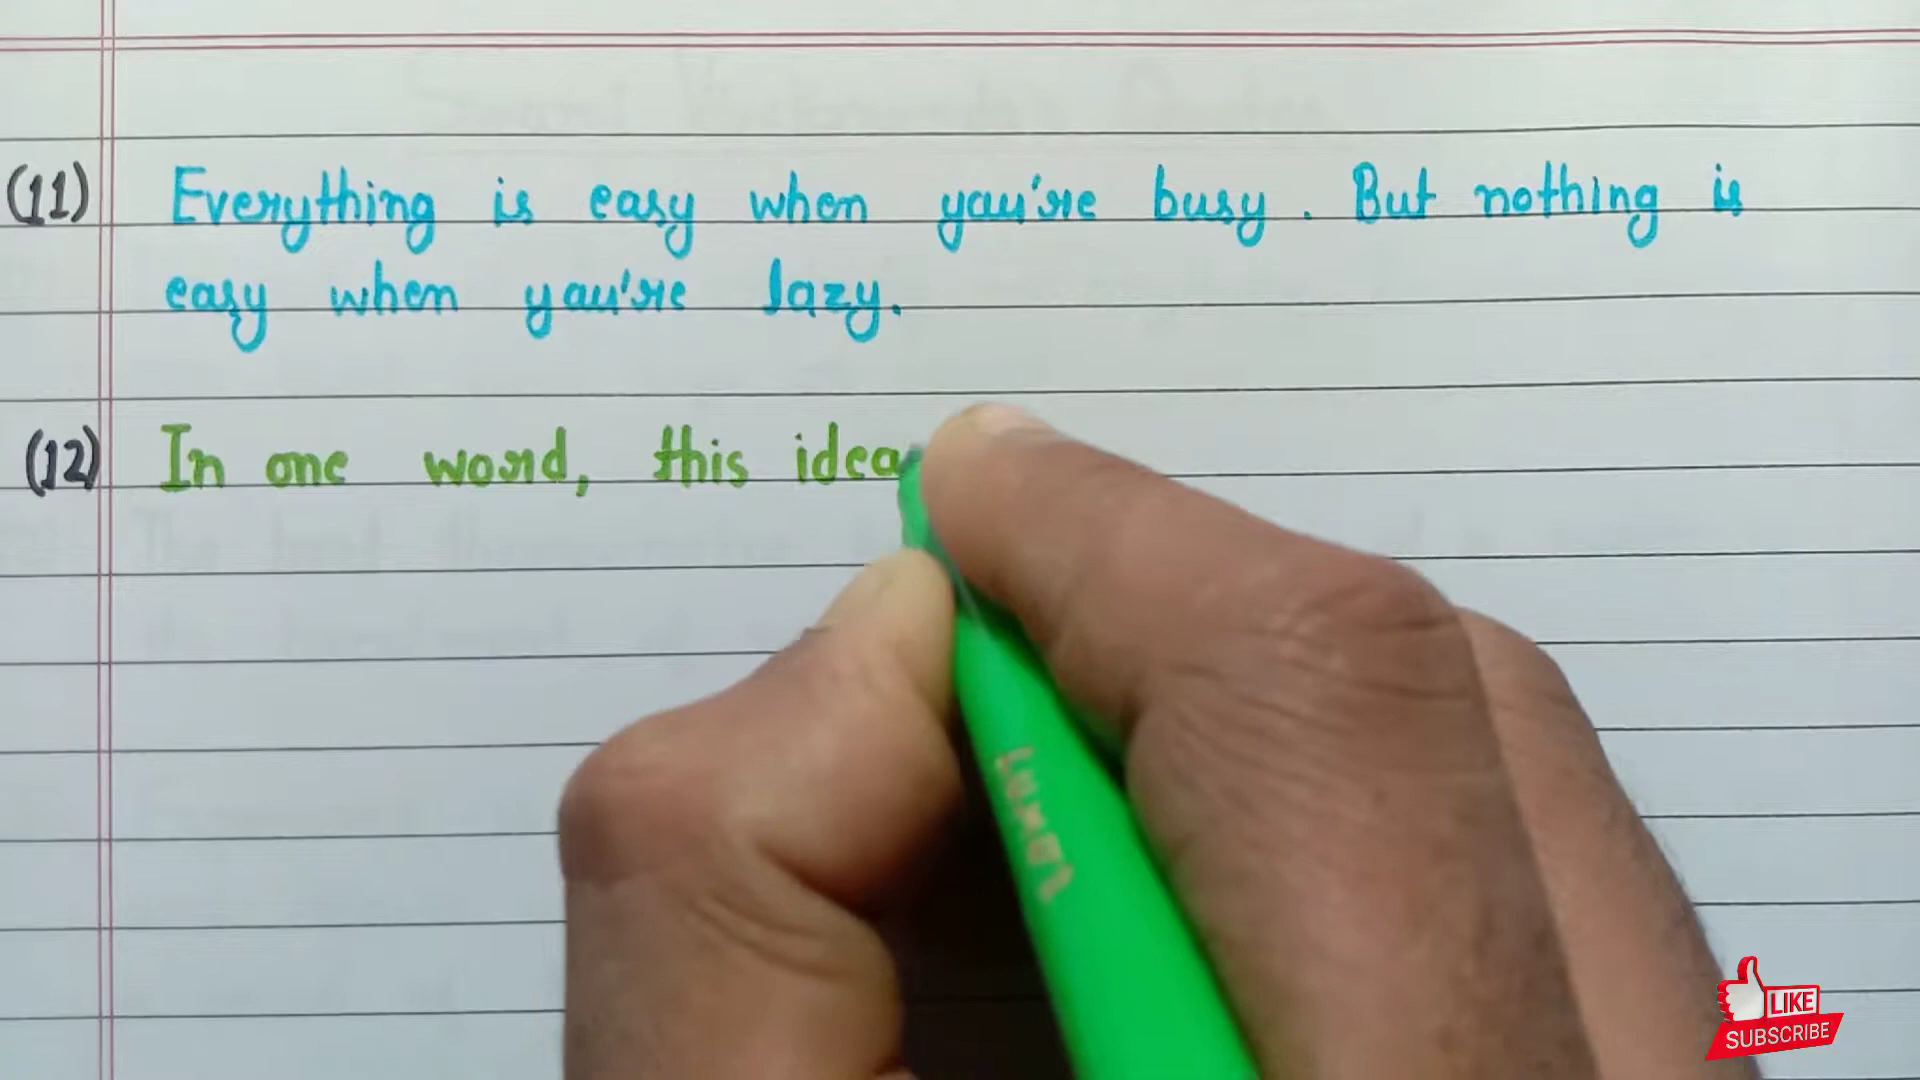 (11) Everything is easy when you're busy. But nothing is
easy when you're lazy.
(12) In one word, this idea
LUXOR
LIKE
SUBSCRIBE